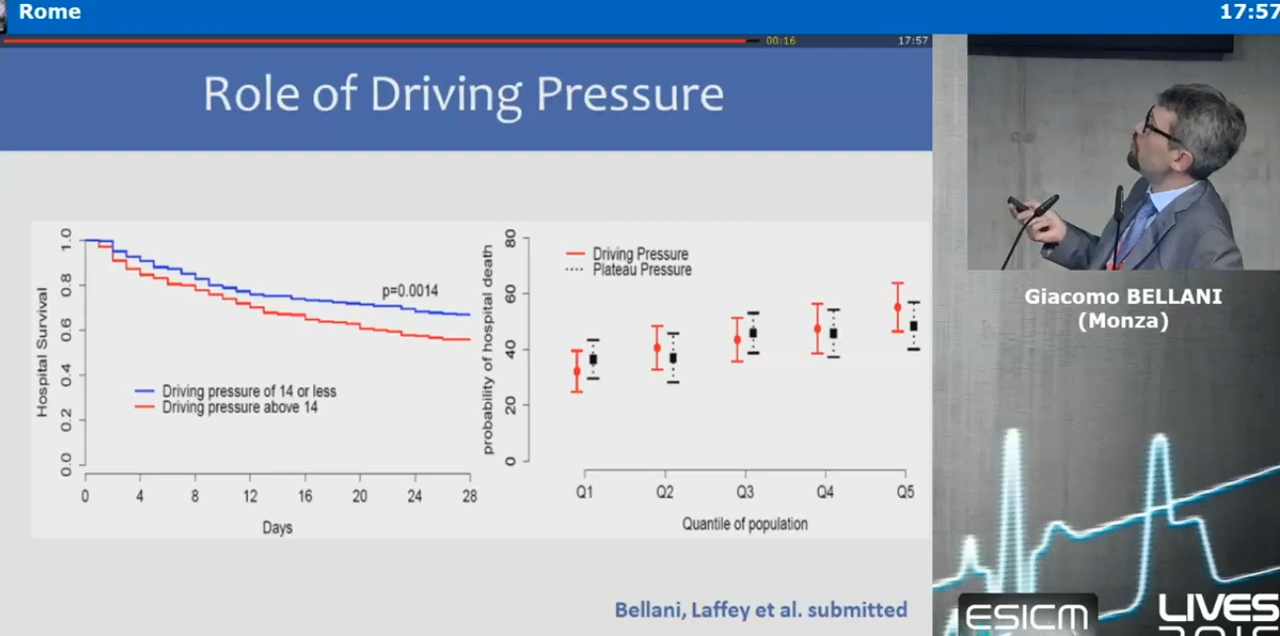 Rome
17:57
00:16
17:57
Role of Driving Pressure
Hospital Survival
1.0
0.8
0.6
0.4
0.2
0.0
p=0.0014
Driving pressure of 14 or less
Driving pressure above 14
0 4 8 12 16 20 24 28
Days
probability of hospital death
80
60
40
20
0
Driving Pressure
Plateau Pressure
Q1 Q2 Q3 Q4 Q5
Quantile of population
Bellani, Laffey et al. submitted
Giacomo BELLANI
(Monza)
ESICM
LIVES